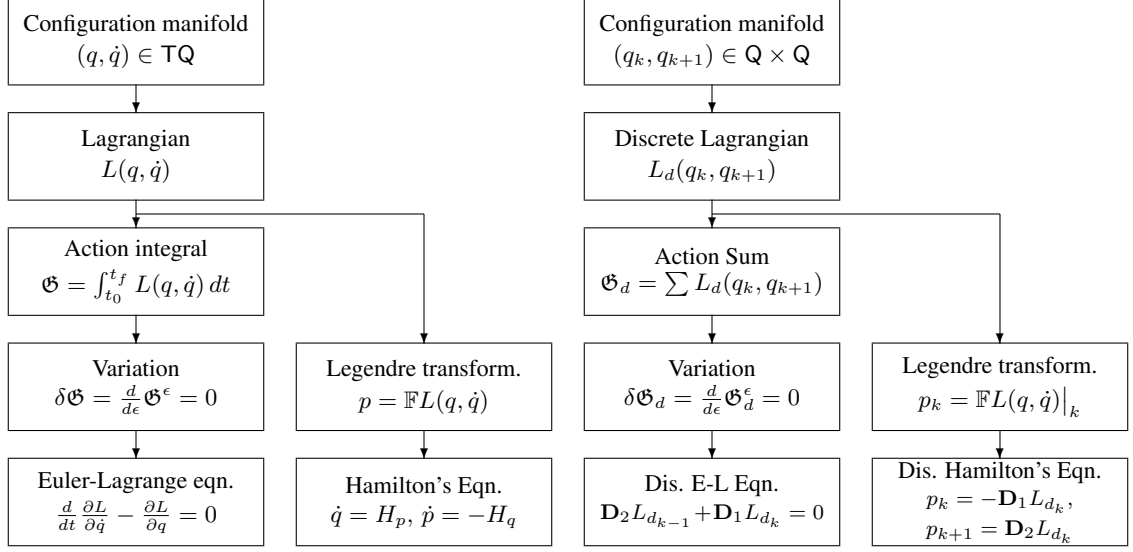 Configuration manifold
(q, q̇) ∈ TQ
Lagrangian
L(q, q̇)
Action integral
𝕲 = ∫_{t_0}^{t_f} L(q, q̇) dt
Variation
δ𝕲 = d/dϵ 𝕲^ϵ = 0
Euler-Lagrange eqn.
d/dt ∂L/∂q̇ − ∂L/∂q = 0
Legendre transform.
p = 𝔽L(q, q̇)
Hamilton's Eqn.
q̇ = H_p, ṗ = −H_q
Configuration manifold
(q_k, q_{k+1}) ∈ Q × Q
Discrete Lagrangian
L_d(q_k, q_{k+1})
Action Sum
𝕲_d = ∑ L_d(q_k, q_{k+1})
Variation
δ𝕲_d = d/dϵ 𝕲_d^ϵ = 0
Dis. E-L Eqn.
𝐃_2 L_{d_{k−1}} + 𝐃_1 L_{d_k} = 0
Legendre transform.
p_k = 𝔽L(q, q̇)|_k
Dis. Hamilton's Eqn.
p_k = −𝐃_1 L_{d_k},
p_{k+1} = 𝐃_2 L_{d_k}